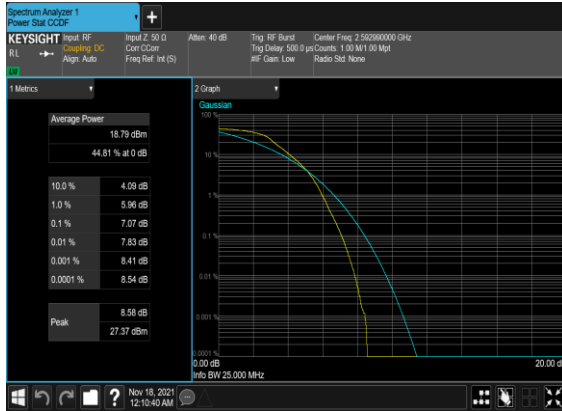 Spectrum Analyzer 1
Power Stat CCDF
+
KEYSIGHT
RL
Input: RF
Coupling: DC
Align: Auto
Input Z: 50 Ω
Corr CCorr
Freq Ref: Int (S)
Atten: 40 dB
Trig: RF Burst
Trig Delay: 500.0 µs
#IF Gain: Low
Center Freq: 2.592990000 GHz
Counts: 1.00 M/1.00 Mpt
Radio Std: None
1 Metrics
Average Power
18.79 dBm
44.81 % at 0 dB
10.0 % 4.09 dB
1.0 % 5.96 dB
0.1 % 7.07 dB
0.01 % 7.83 dB
0.001 % 8.41 dB
0.0001 % 8.54 dB
Peak
8.58 dB
27.37 dBm
2 Graph
Gaussian
100 %
10 %
1 %
0.1 %
0.01 %
0.001 %
0.0001 %
0.00 dB
20.00 dB
Info BW 25.000 MHz
?
Nov 18, 2021
12:10:40 AM